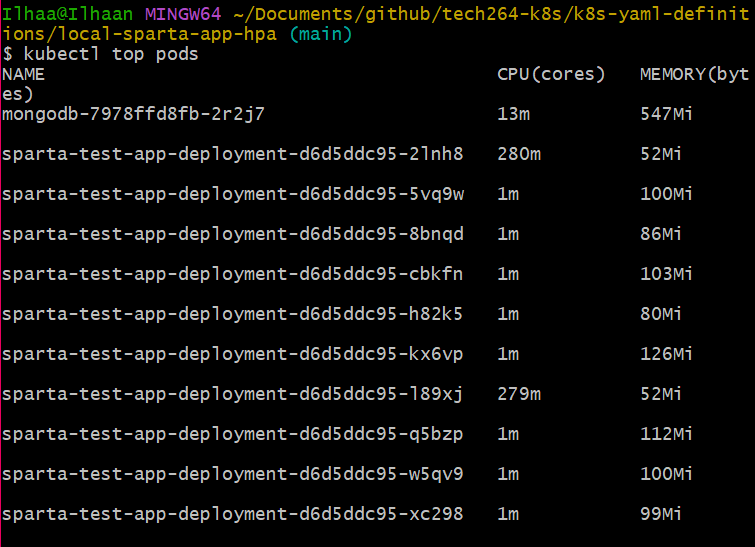 Ilhaa@Ilhaan MINGW64 ~/Documents/github/tech264-k8s/k8s-yaml-definit
ions/local-sparta-app-hpa (main)
$ kubectl top pods
NAME CPU(cores) MEMORY(byt
es)
mongodb-7978ffd8fb-2r2j7 13m 547Mi
sparta-test-app-deployment-d6d5ddc95-2lnh8 280m 52Mi
sparta-test-app-deployment-d6d5ddc95-5vq9w 1m 100Mi
sparta-test-app-deployment-d6d5ddc95-8bnqd 1m 86Mi
sparta-test-app-deployment-d6d5ddc95-cbkfn 1m 103Mi
sparta-test-app-deployment-d6d5ddc95-h82k5 1m 80Mi
sparta-test-app-deployment-d6d5ddc95-kx6vp 1m 126Mi
sparta-test-app-deployment-d6d5ddc95-l89xj 279m 52Mi
sparta-test-app-deployment-d6d5ddc95-q5bzp 1m 112Mi
sparta-test-app-deployment-d6d5ddc95-w5qv9 1m 100Mi
sparta-test-app-deployment-d6d5ddc95-xc298 1m 99Mi